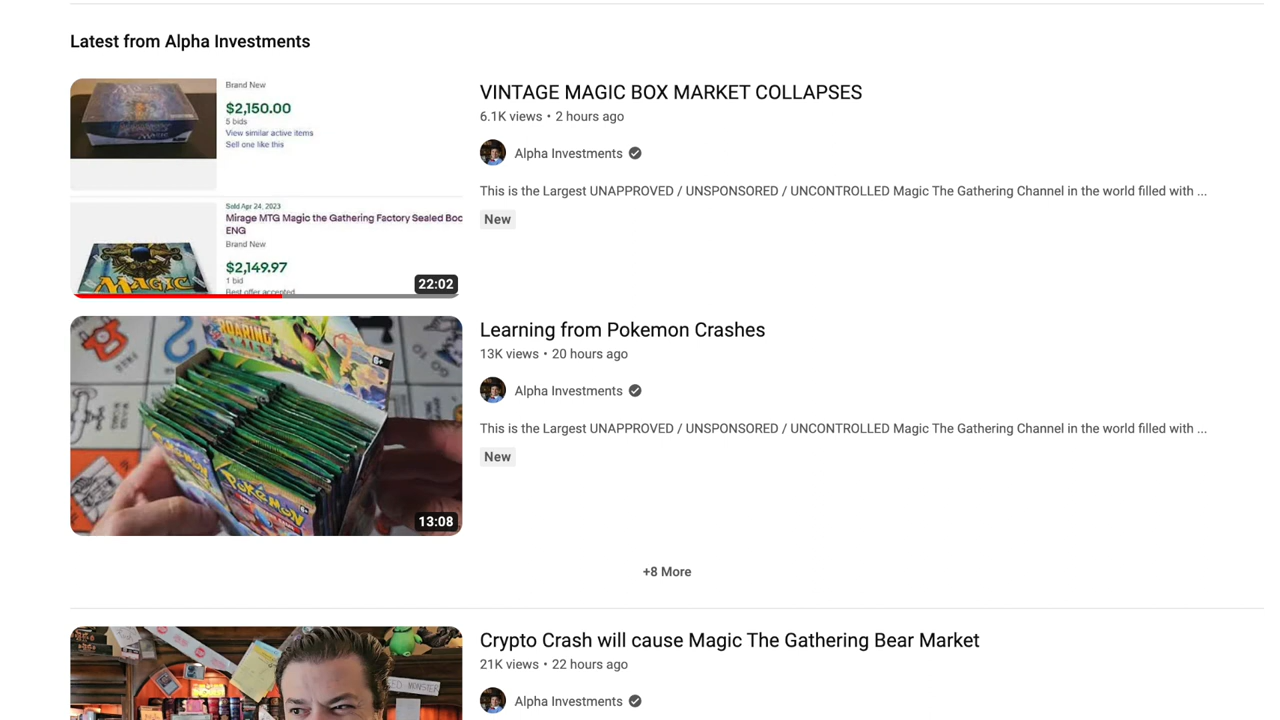 Latest from Alpha Investments
Brand New
$2,150.00
5 bids
View similar active items
Sell one like this
Sold Apr 24, 2023
Mirage MTG Magic the Gathering Factory Sealed Boo
ENG
Brand New
$2,149.97
1 bid
Best offer accepted
MAGIC
22:02
VINTAGE MAGIC BOX MARKET COLLAPSES
6.1K views • 2 hours ago
Alpha Investments
This is the Largest UNAPPROVED / UNSPONSORED / UNCONTROLLED Magic The Gathering Channel in the world filled with ...
New
ROARING
POKéMON
13:08
Learning from Pokemon Crashes
13K views • 20 hours ago
Alpha Investments
This is the Largest UNAPPROVED / UNSPONSORED / UNCONTROLLED Magic The Gathering Channel in the world filled with ...
New
+8 More
MONSTER
Crypto Crash will cause Magic The Gathering Bear Market
21K views • 22 hours ago
Alpha Investments